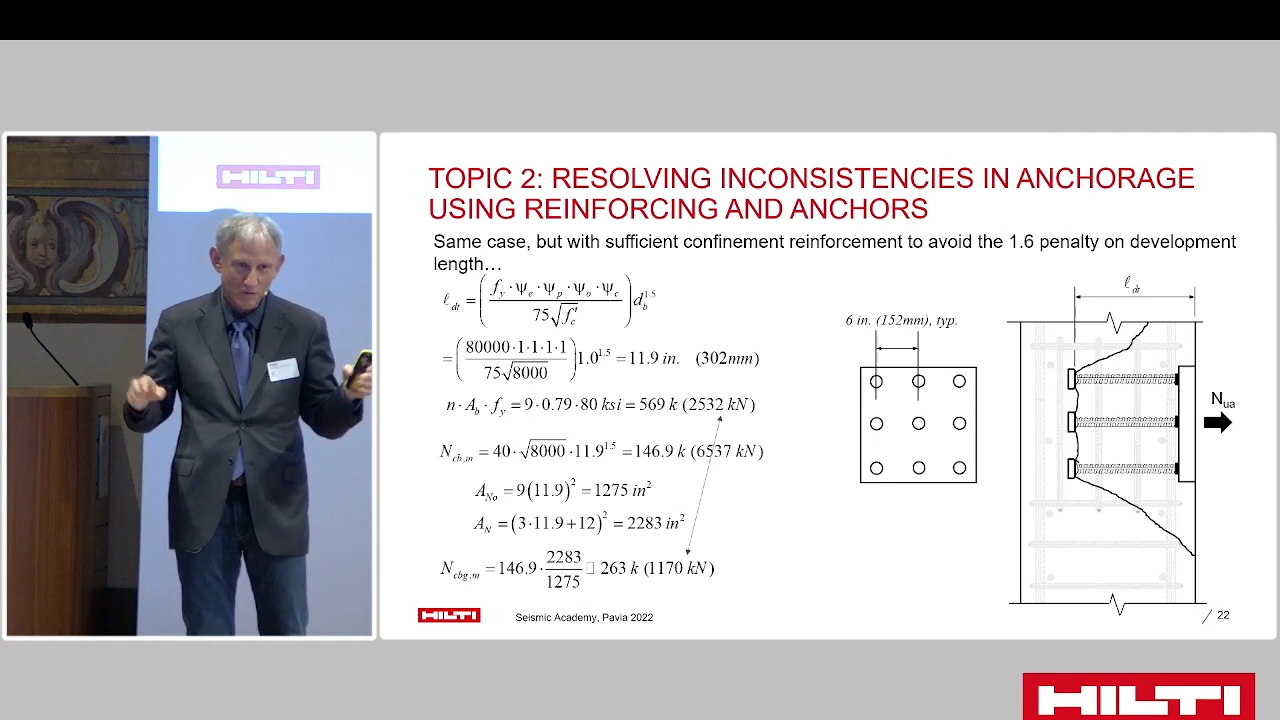 HILTI
TOPIC 2: RESOLVING INCONSISTENCIES IN ANCHORAGE
USING REINFORCING AND ANCHORS
Same case, but with sufficient confinement reinforcement to avoid the 1.6 penalty on development
length…
ℓ_dt = ( f_y · ψ_e · ψ_p · ψ_o · ψ_c / 75√f′_c ) d_b^1.5
= ( 80000·1·1·1·1 / 75√8000 ) 1.0^1.5 = 11.9 in. (302mm)
n · A_b · f_y = 9 · 0.79 · 80 ksi = 569 k (2532 kN)
N_cb,m = 40 · √8000 · 11.9^1.5 = 146.9 k (6537 kN)
A_No = 9(11.9)^2 = 1275 in^2
A_N = (3·11.9+12)^2 = 2283 in^2
N_cbg,m = 146.9 · 2283/1275 □ 263 k (1170 kN)
6 in. (152mm), typ.
ℓ_dt
N_ua
HILTI
Seismic Academy, Pavia 2022
/ 22
HILTI